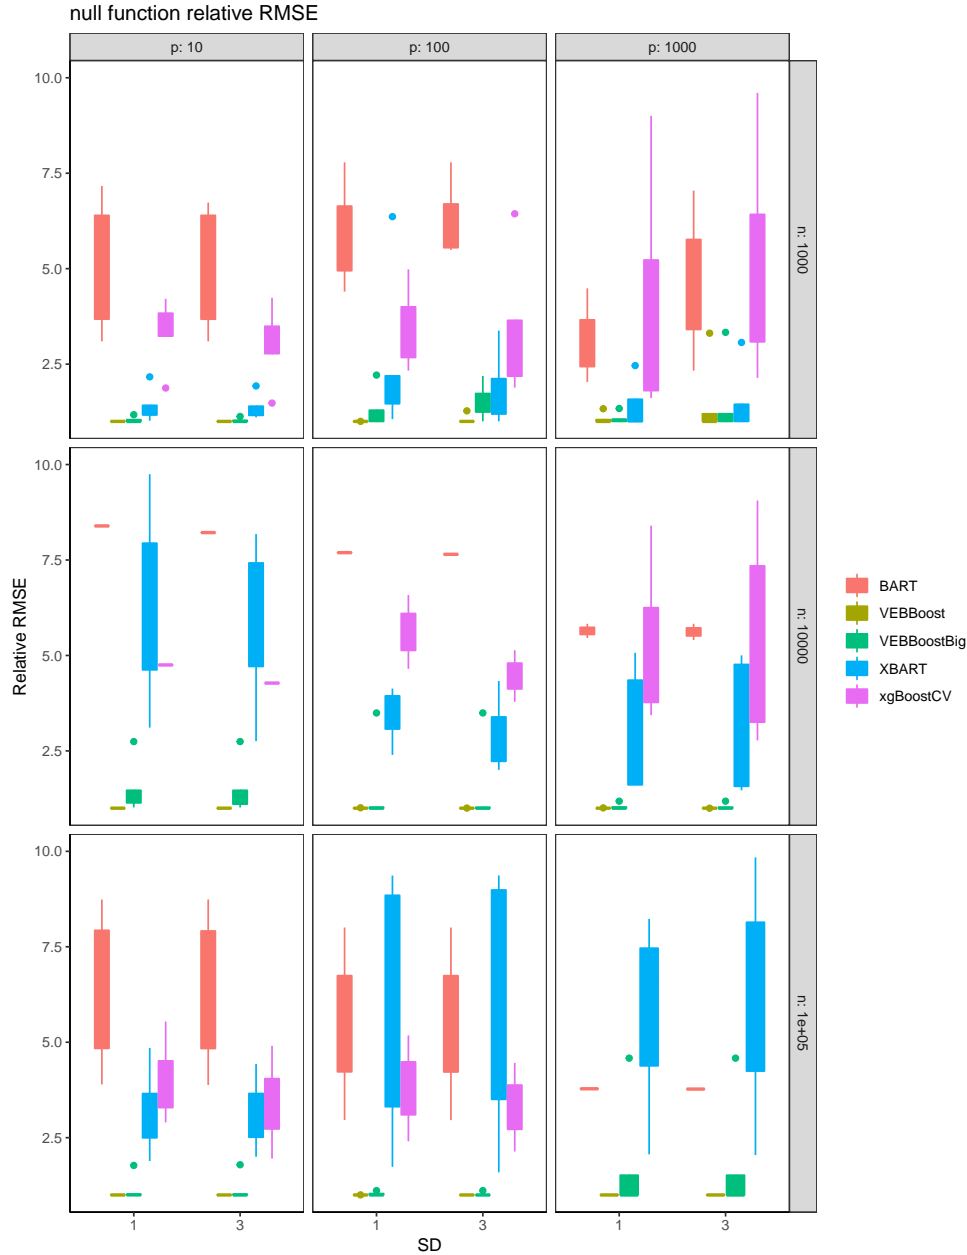 null function relative RMSE
p: 10
p: 100
p: 1000
10.0
7.5
5.0
2.5
n: 1000
10.0
7.5
5.0
2.5
n: 10000
10.0
7.5
5.0
2.5
n: 1e+05
1
3
1
3
1
3
SD
Relative RMSE
BART
VEBBoost
VEBBoostBig
XBART
xgBoostCV